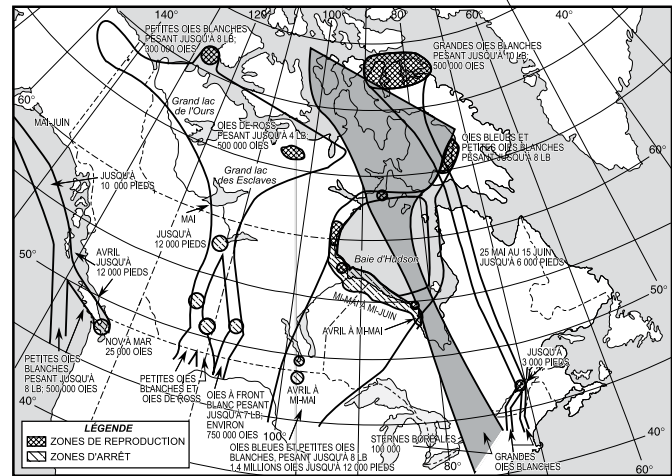 140°
120°
100°
80°
60°
40°
PETITES OIES BLANCHES
PESANT JUSQU'À 8 LB;
300 000 OIES
GRANDES OIES BLANCHES
PESANT JUSQU'À 10 LB;
500 000 OIES
Grand lac
de l'Ours
60°
MAI-JUIN
OIES DE ROSS,
PESANT JUSQU'À 4 LB;
500 000 OIES
OIES BLEUES ET
PETITES OIES BLANCHES
PESANT JUSQU'À 8 LB
60°
JUSQU'À
10 000 PIEDS
Grand lac
des Esclaves
MAI
JUSQU'À
12 000 PIEDS
50°
AVRIL
JUSQU'À
12 000 PIEDS
Baie d'Hudson
25 MAI AU 15 JUIN
JUSQU'À 6 000 PIEDS
50°
MI-MAI À MI-JUIN
AVRIL À MI-MAI
NOV À MAR
25 000 OIES
JUSQU'À
3 000 PIEDS
PETITES OIES
BLANCHES,
PESANT JUSQU'À
8 LB; 500 000 OIES
PETITES OIES
BLANCHES ET
OIES DE ROSS
OIES À FRONT
BLANC PESANT
JUSQU'À 7 LB;
ENVIRON
750 000 OIES
AVRIL À
MI-MAI
40°
100°
STERNES BORÉALES
100 000
40°
LÉGENDE
ZONES DE REPRODUCTION
ZONES D'ARRÊT
OIES BLEUES ET PETITES OIES
BLANCHES, PESANT JUSQU'À 8 LB
1.4 MILLIONS OIES JUSQU'À 12 000 PIEDS
80°
GRANDES
OIES BLANCHES
60°